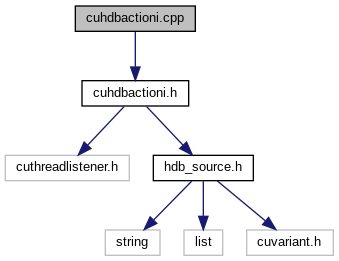 cuhdbactioni.cpp
cuhdbactioni.h
cuthreadlistener.h
hdb_source.h
string
list
cuvariant.h